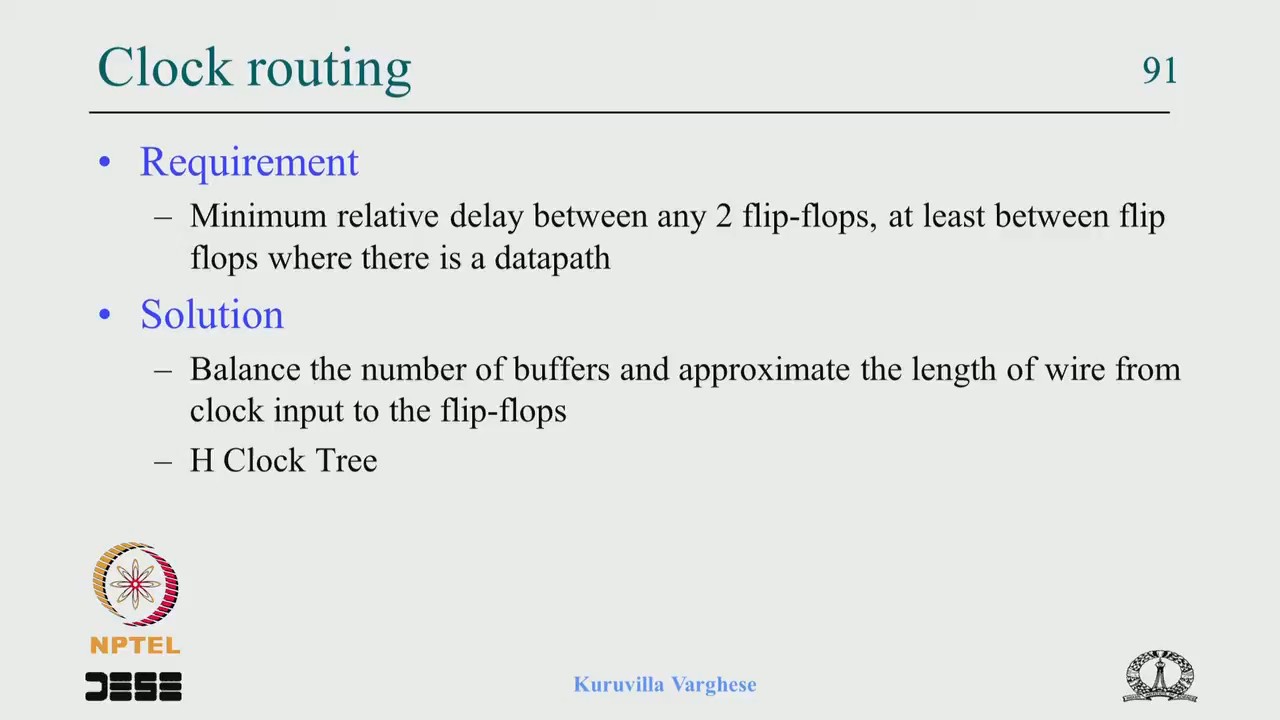 Clock routing
91
• Requirement
– Minimum relative delay between any 2 flip-flops, at least between flip
flops where there is a datapath
• Solution
– Balance the number of buffers and approximate the length of wire from
clock input to the flip-flops
– H Clock Tree
NPTEL
DESE
Kuruvilla Varghese